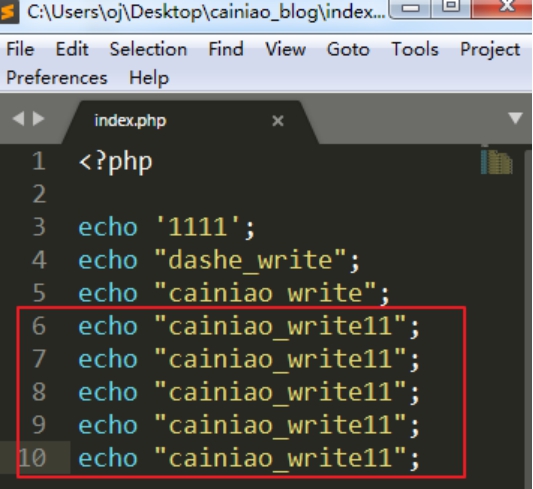 C:\Users\oj\Desktop\cainiao_blog\index...
File Edit Selection Find View Goto Tools Project
Preferences Help
index.php
1 <?php
2
3 echo '1111';
4 echo "dashe_write";
5 echo "cainiao_write";
6 echo "cainiao_write11";
7 echo "cainiao_write11";
8 echo "cainiao_write11";
9 echo "cainiao_write11";
10 echo "cainiao_write11";